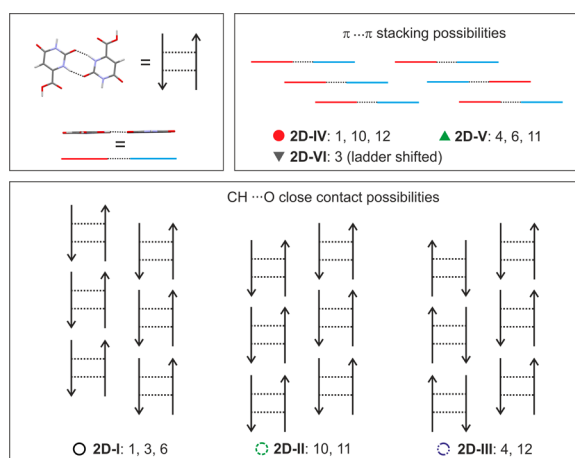 H
O
O
N
H
=
=
π ···π stacking possibilities
2D-IV: 1, 10, 12
2D-V: 4, 6, 11
2D-VI: 3 (ladder shifted)
CH ···O close contact possibilities
2D-I: 1, 3, 6
2D-II: 10, 11
2D-III: 4, 12